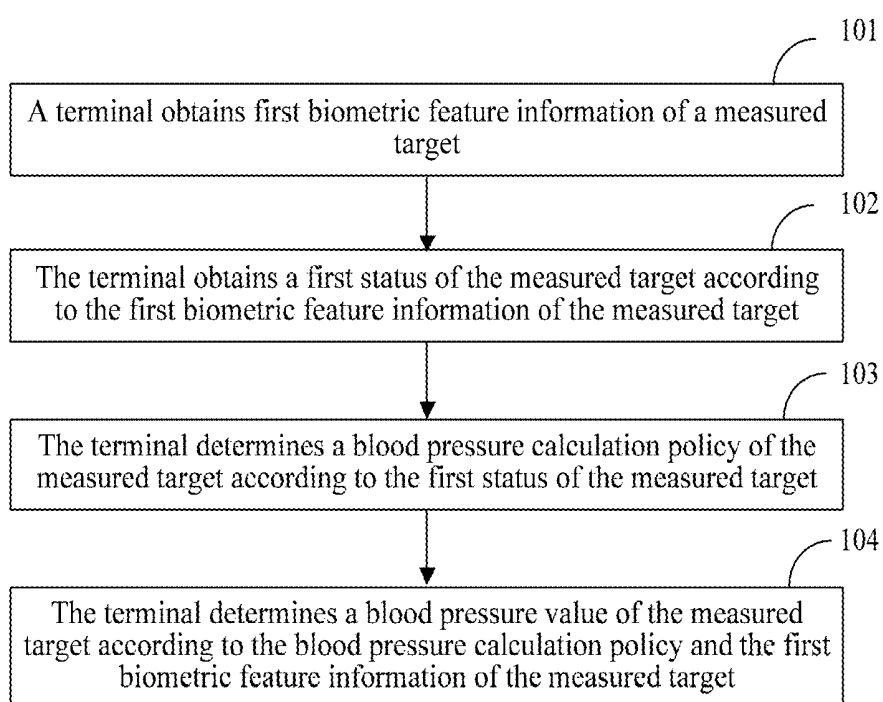 101
A terminal obtains first biometric feature information of a measured
target
102
The terminal obtains a first status of the measured target according
to the first biometric feature information of the measured target
103
The terminal determines a blood pressure calculation policy of the
measured target according to the first status of the measured target
104
The terminal determines a blood pressure value of the measured
target according to the blood pressure calculation policy and the first
biometric feature information of the measured target